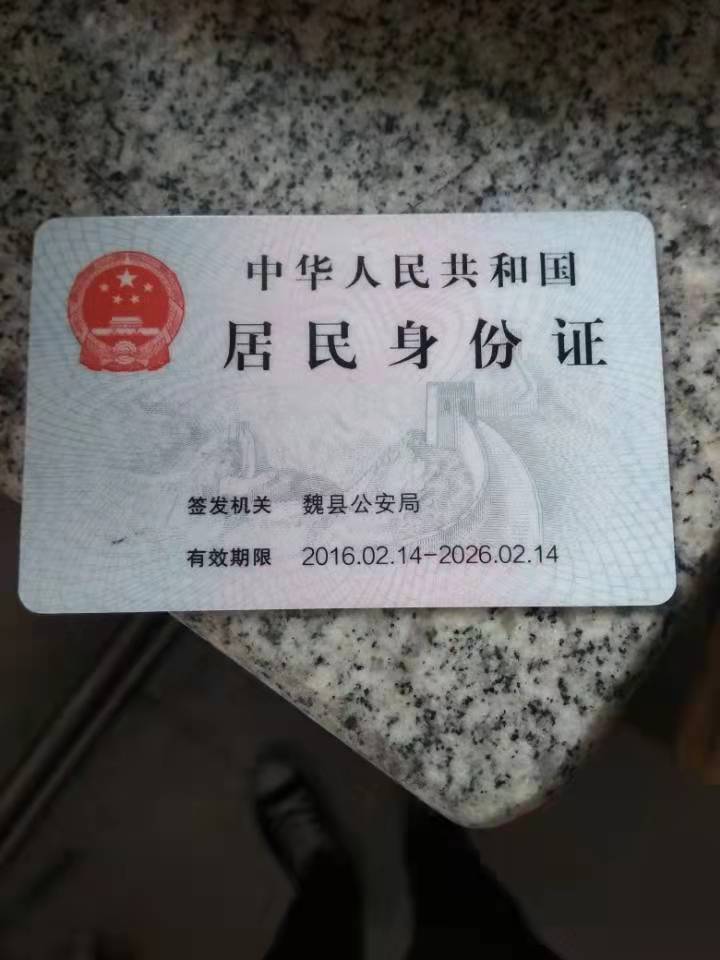 中华人民共和国
居民身份证
签发机关 魏县公安局
有效期限 2016.02.14-2026.02.14